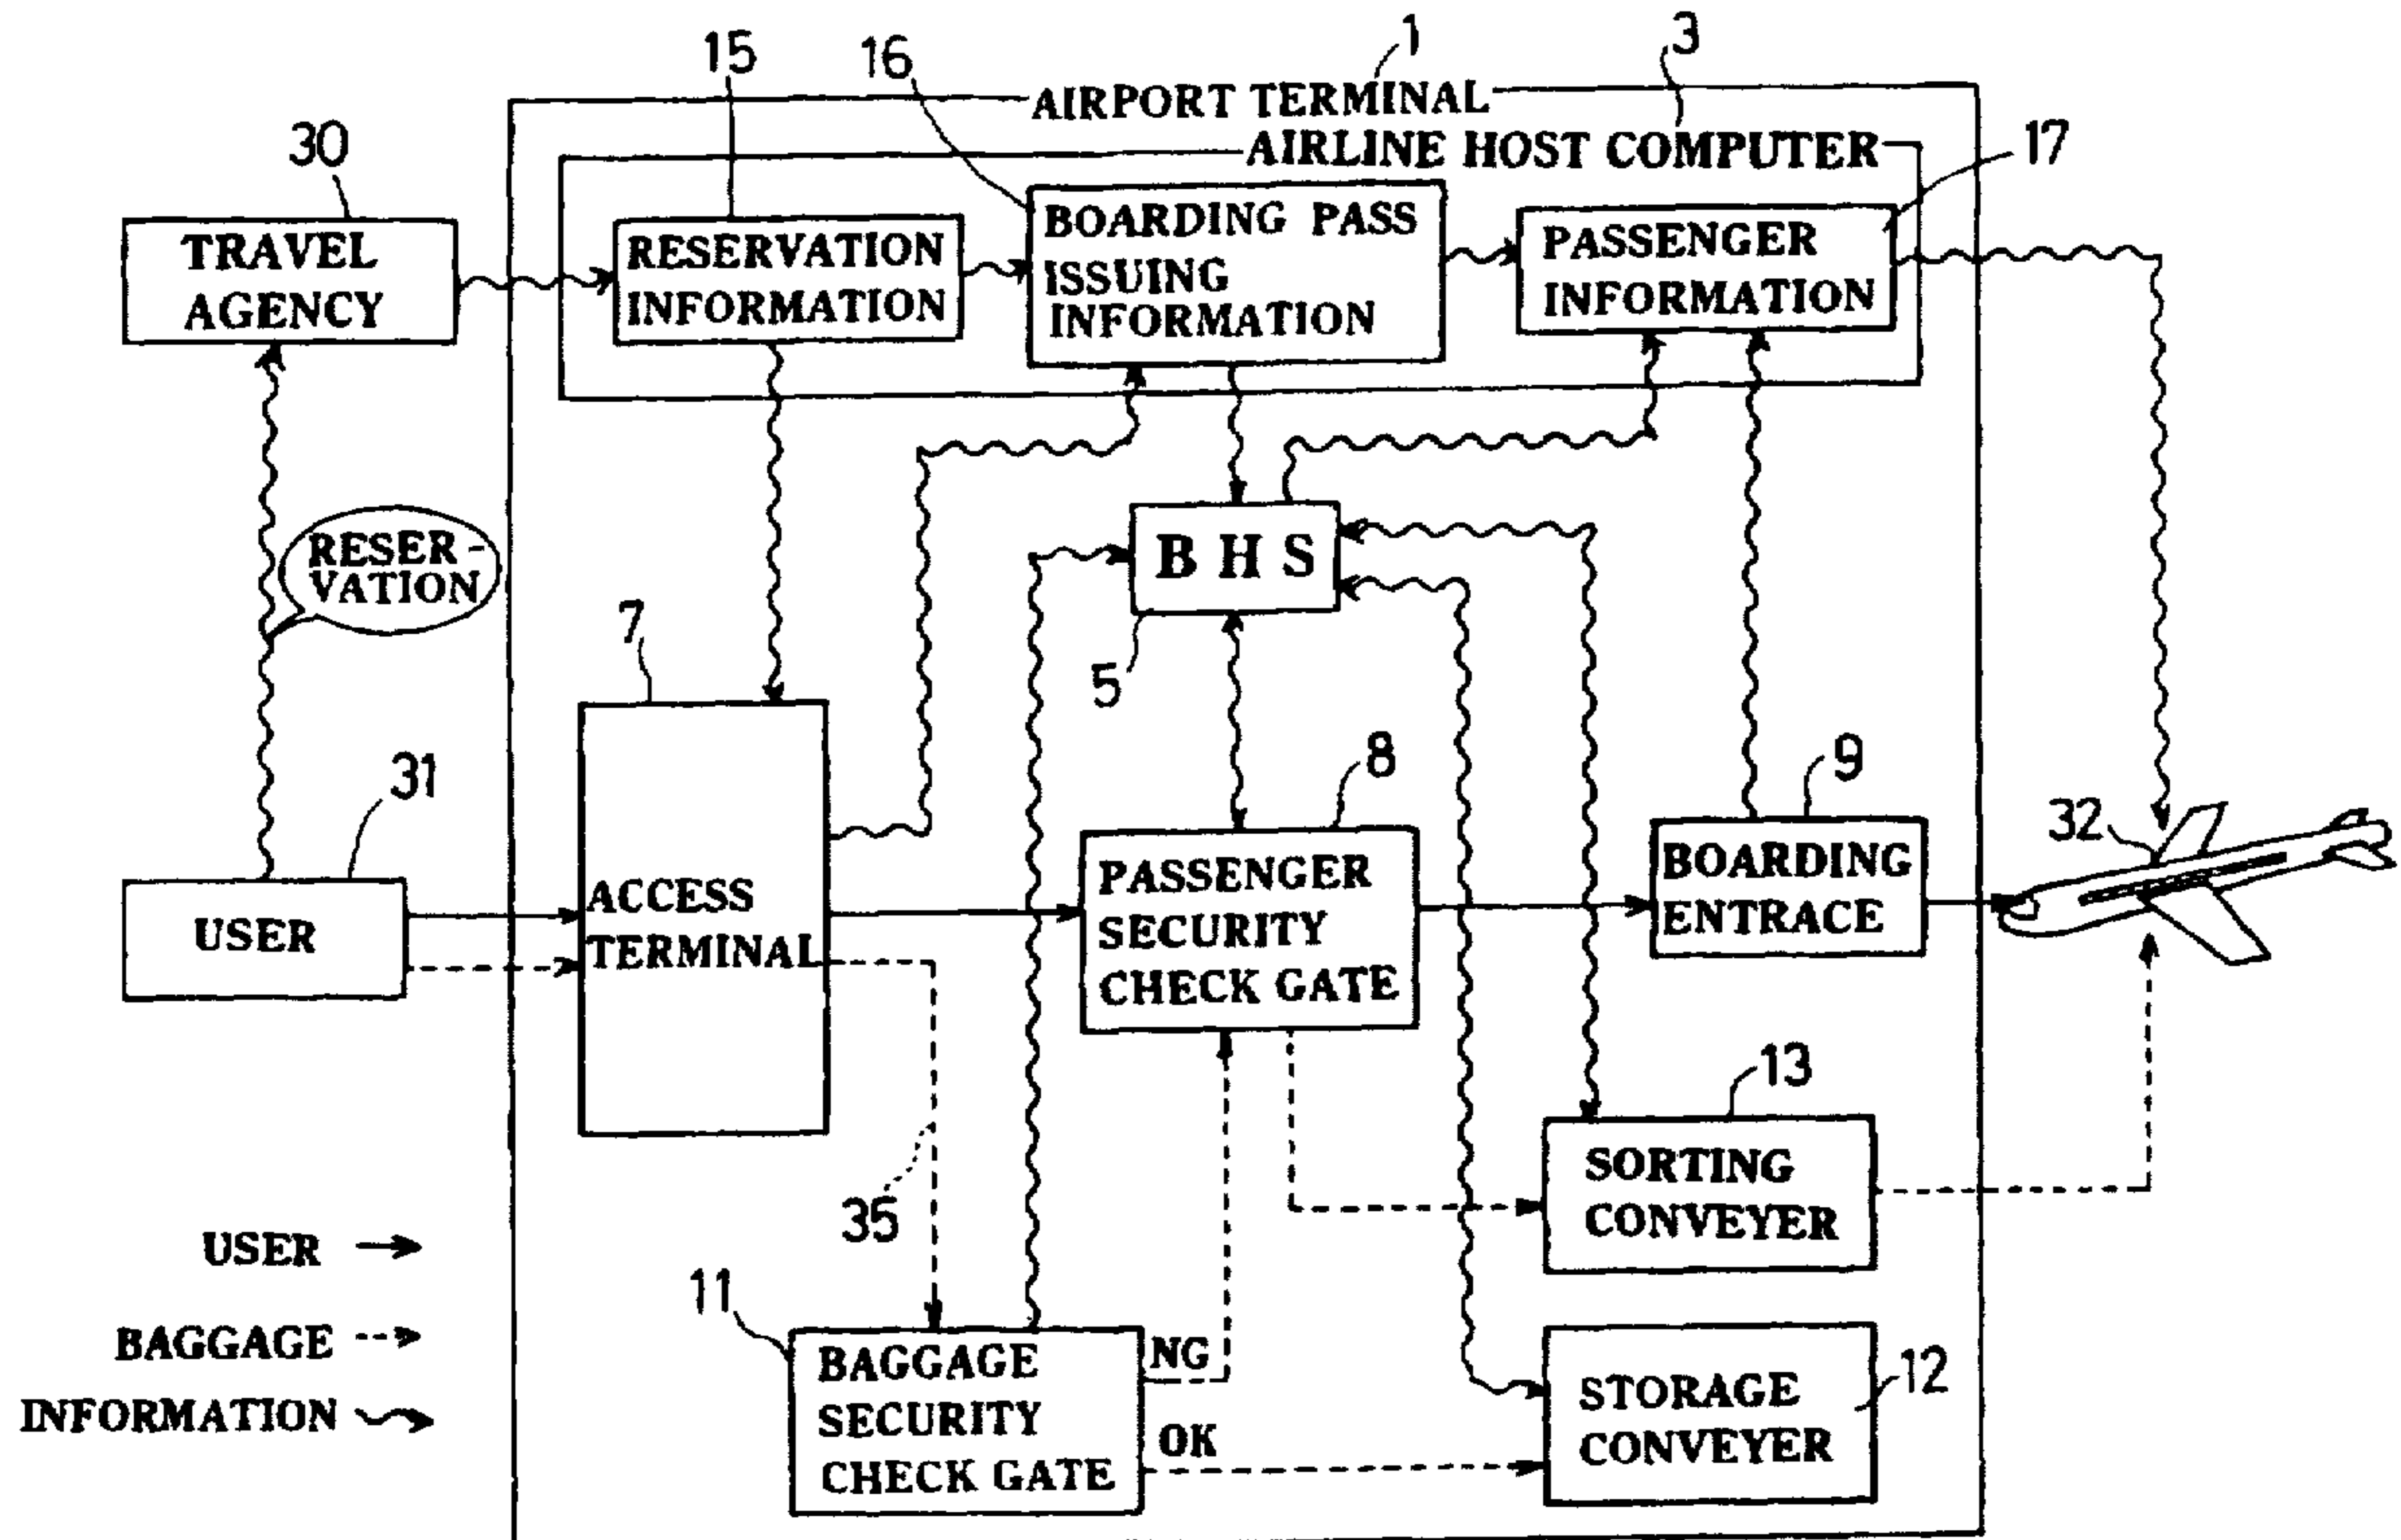 1
3
15
16
AIRPORT TERMINAL
AIRLINE HOST COMPUTER
17
30
TRAVEL
AGENCY
RESERVATION
INFORMATION
BOARDING PASS
ISSUING
INFORMATION
PASSENGER
INFORMATION
RESER-
VATION
B H S
5
7
31
8
9
32
USER
ACCESS
TERMINAL
PASSENGER
SECURITY
CHECK GATE
BOARDING
ENTRACE
13
35
SORTING
CONVEYER
USER
BAGGAGE
INFORMATION
11
BAGGAGE
SECURITY
CHECK GATE
NG
OK
STORAGE
CONVEYER
12